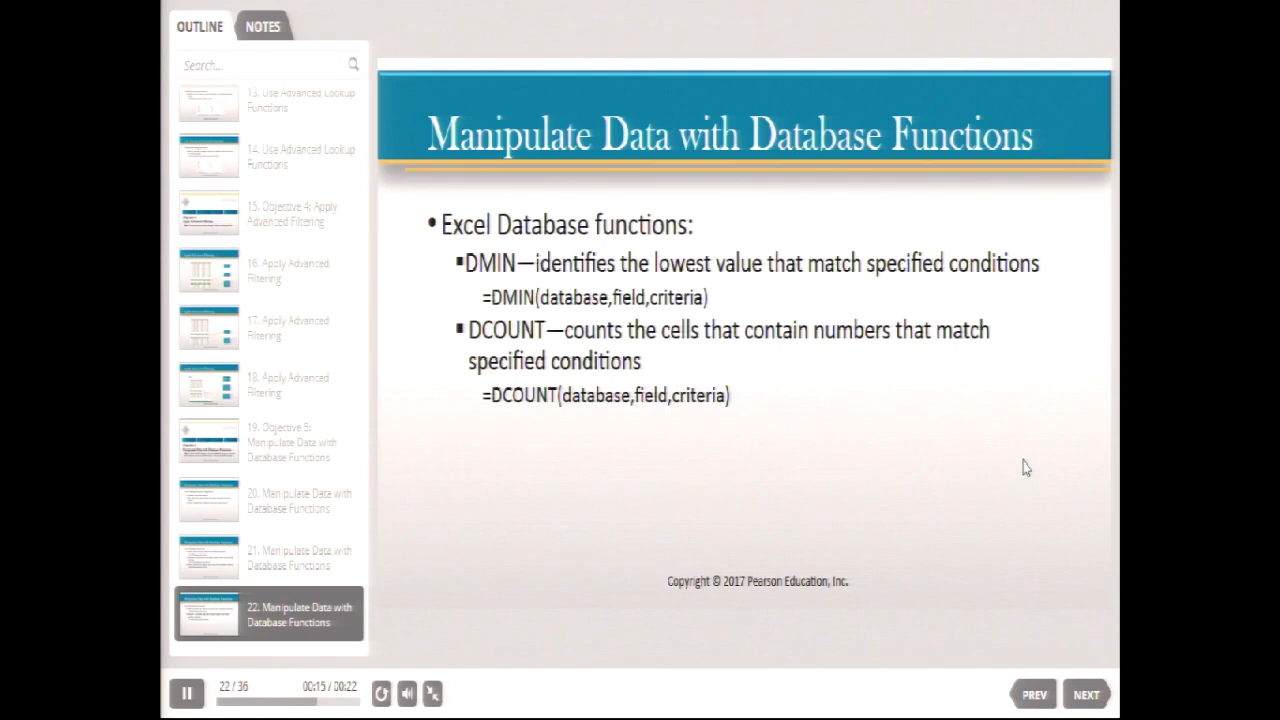 OUTLINE
NOTES
Search...
13. Use Advanced Lookup
Functions
14. Use Advanced Lookup
Functions
15. Objective 4: Apply
Advanced Filtering
16. Apply Advanced
Filtering
17. Apply Advanced
Filtering
18. Apply Advanced
Filtering
19. Objective 5:
Manipulate Data with
Database Functions
20. Manipulate Data with
Database Functions
21. Manipulate Data with
Database Functions
22. Manipulate Data with
Database Functions
Manipulate Data with Database Functions
• Excel Database functions:
▪DMIN—identifies the lowest value that match specified conditions
=DMIN(database,field,criteria)
▪ DCOUNT—counts the cells that contain numbers that match
specified conditions
=DCOUNT(database,field,criteria)
Copyright © 2017 Pearson Education, Inc.
22 / 36
00:15 / 00:22
PREV
NEXT